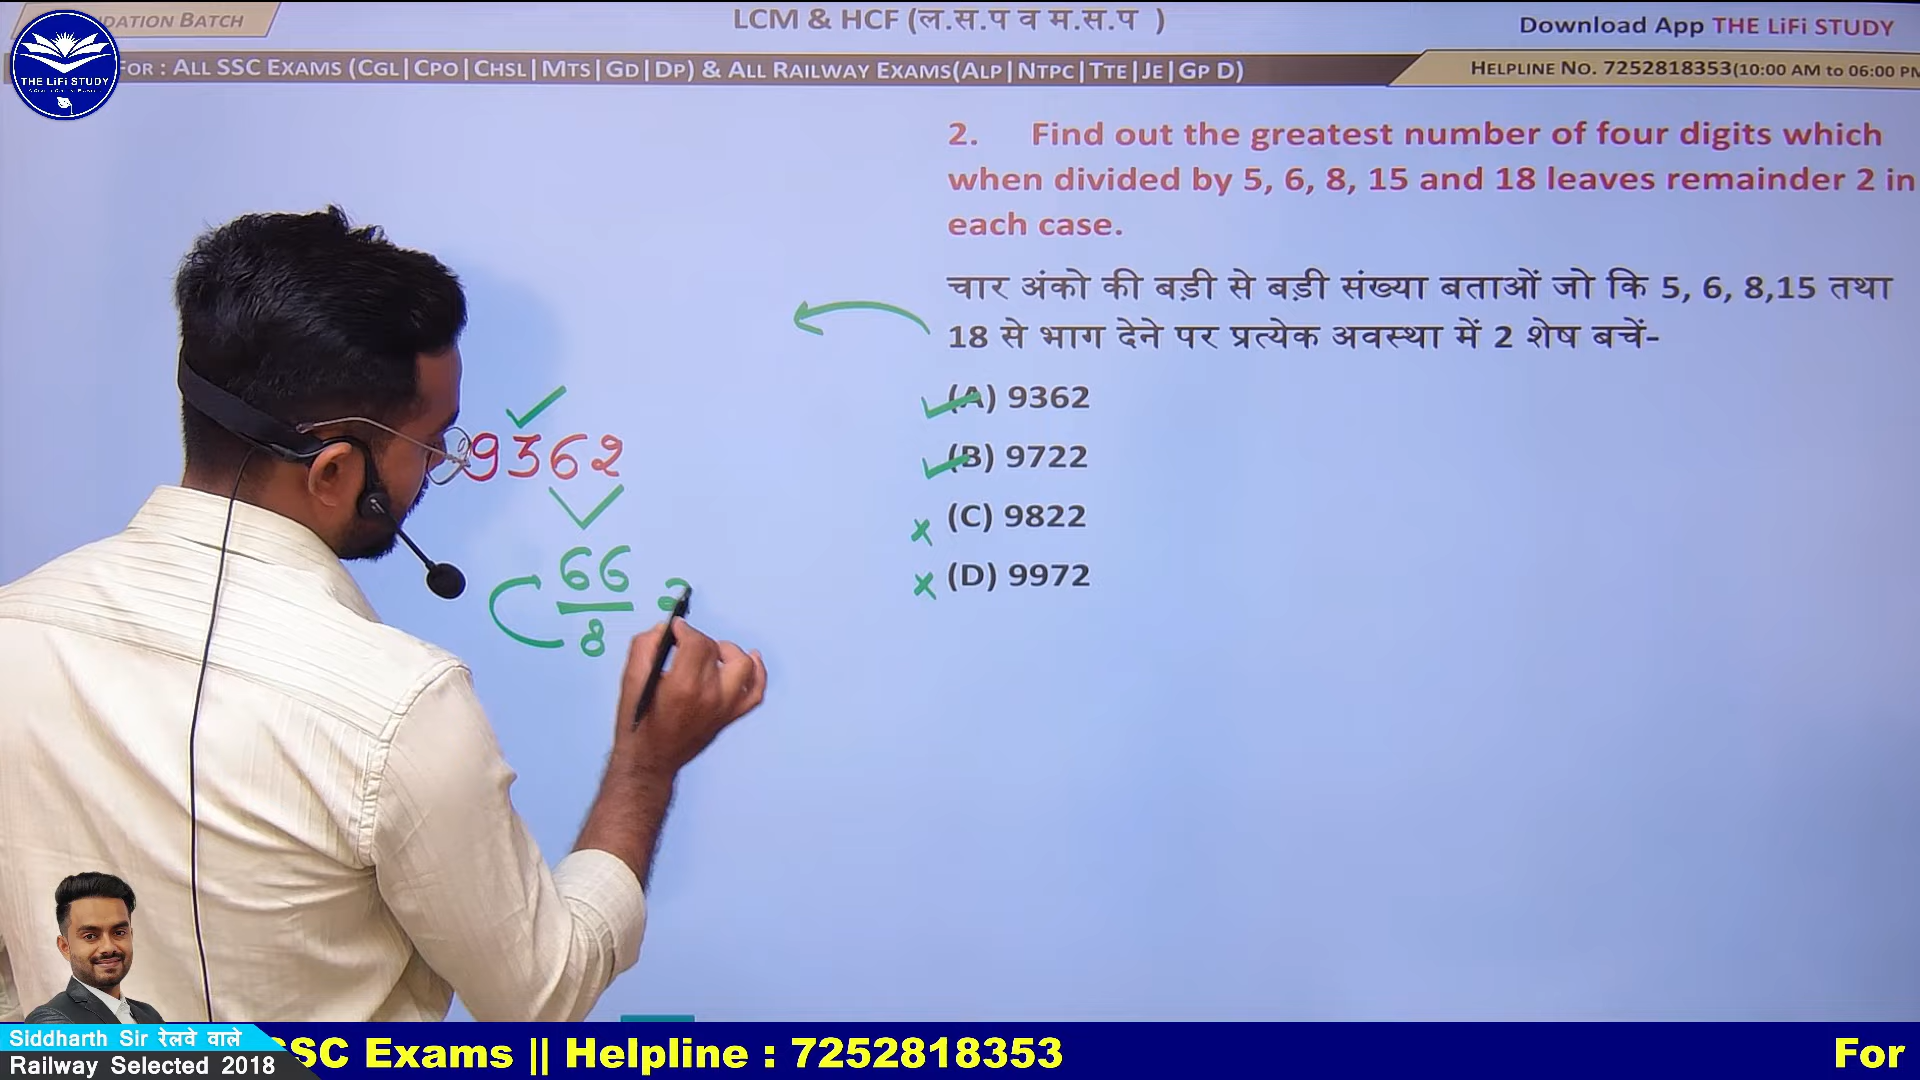 DATION BATCH
LCM & HCF (ल.स.प व म.स.प )
Download App THE LiFi STUDY
THE LiFi STUDY
FOR : ALL SSC EXAMS (CGL|CPO|CHSL|MTS|GD|DP) & ALL RAILWAY EXAMS(ALP|NTPC|TTE|JE|GP D)
HELPLINE NO. 7252818353(10:00 AM TO 06:00 PM
2. Find out the greatest number of four digits which
when divided by 5, 6, 8, 15 and 18 leaves remainder 2 in
each case.
चार अंको की बड़ी से बड़ी संख्या बताओं जो कि 5, 6, 8,15 तथा
18 से भाग देने पर प्रत्येक अवस्था में 2 शेष बचें-
(A) 9362
(B) 9722
(C) 9822
(D) 9972
9362
66
8
Siddharth Sir रेलवे वाले
Railway Selected 2018
SSC Exams || Helpline : 7252818353
For